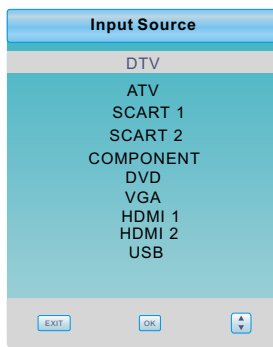 Input Source
DTV
ATV
SCART 1
SCART 2
COMPONENT
DVD
VGA
HDMI 1
HDMI 2
USB
EXIT OK